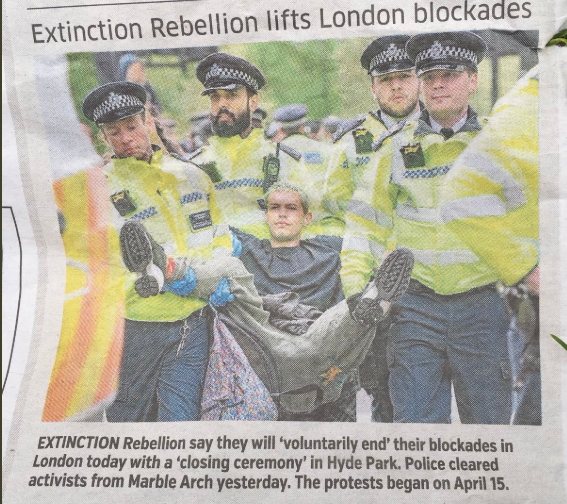 Extinction Rebellion lifts London blockades
EXTINCTION Rebellion say they will ‘voluntarily end’ their blockades in
London today with a ‘closing ceremony’ in Hyde Park. Police cleared
activists from Marble Arch yesterday. The protests began on April 15.